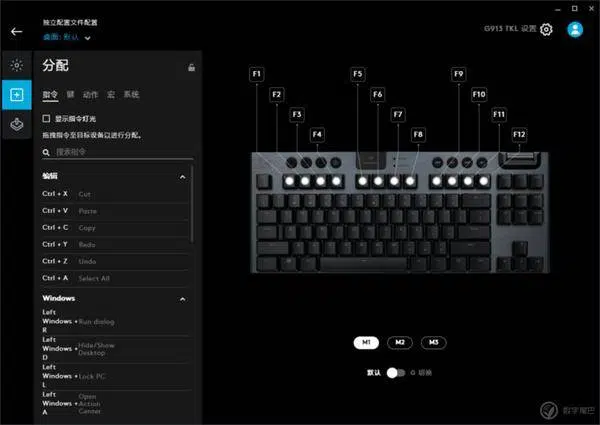 独立配置文件配置
桌面: 默认
G913 TKL 设置
分配
指令 键 动作 宏 系统
显示指令灯光
拖拽指令至目标设备以进行分配。
搜索指令
编辑
Ctrl + X Cut
Ctrl + V Paste
Ctrl + C Copy
Ctrl + Y Redo
Ctrl + Z Undo
Ctrl + A Select All
Windows
Left
Windows + Run dialog
R
Left
Windows + Hide/Show Desktop
D
Left
Windows + Lock PC
L
Left
Windows + Open Action Center
A
F1
F2
F3
F4
F5
F6
F7
F8
F9
F10
F11
F12
M1 M2 M3
默认 G 切换
数字尾巴